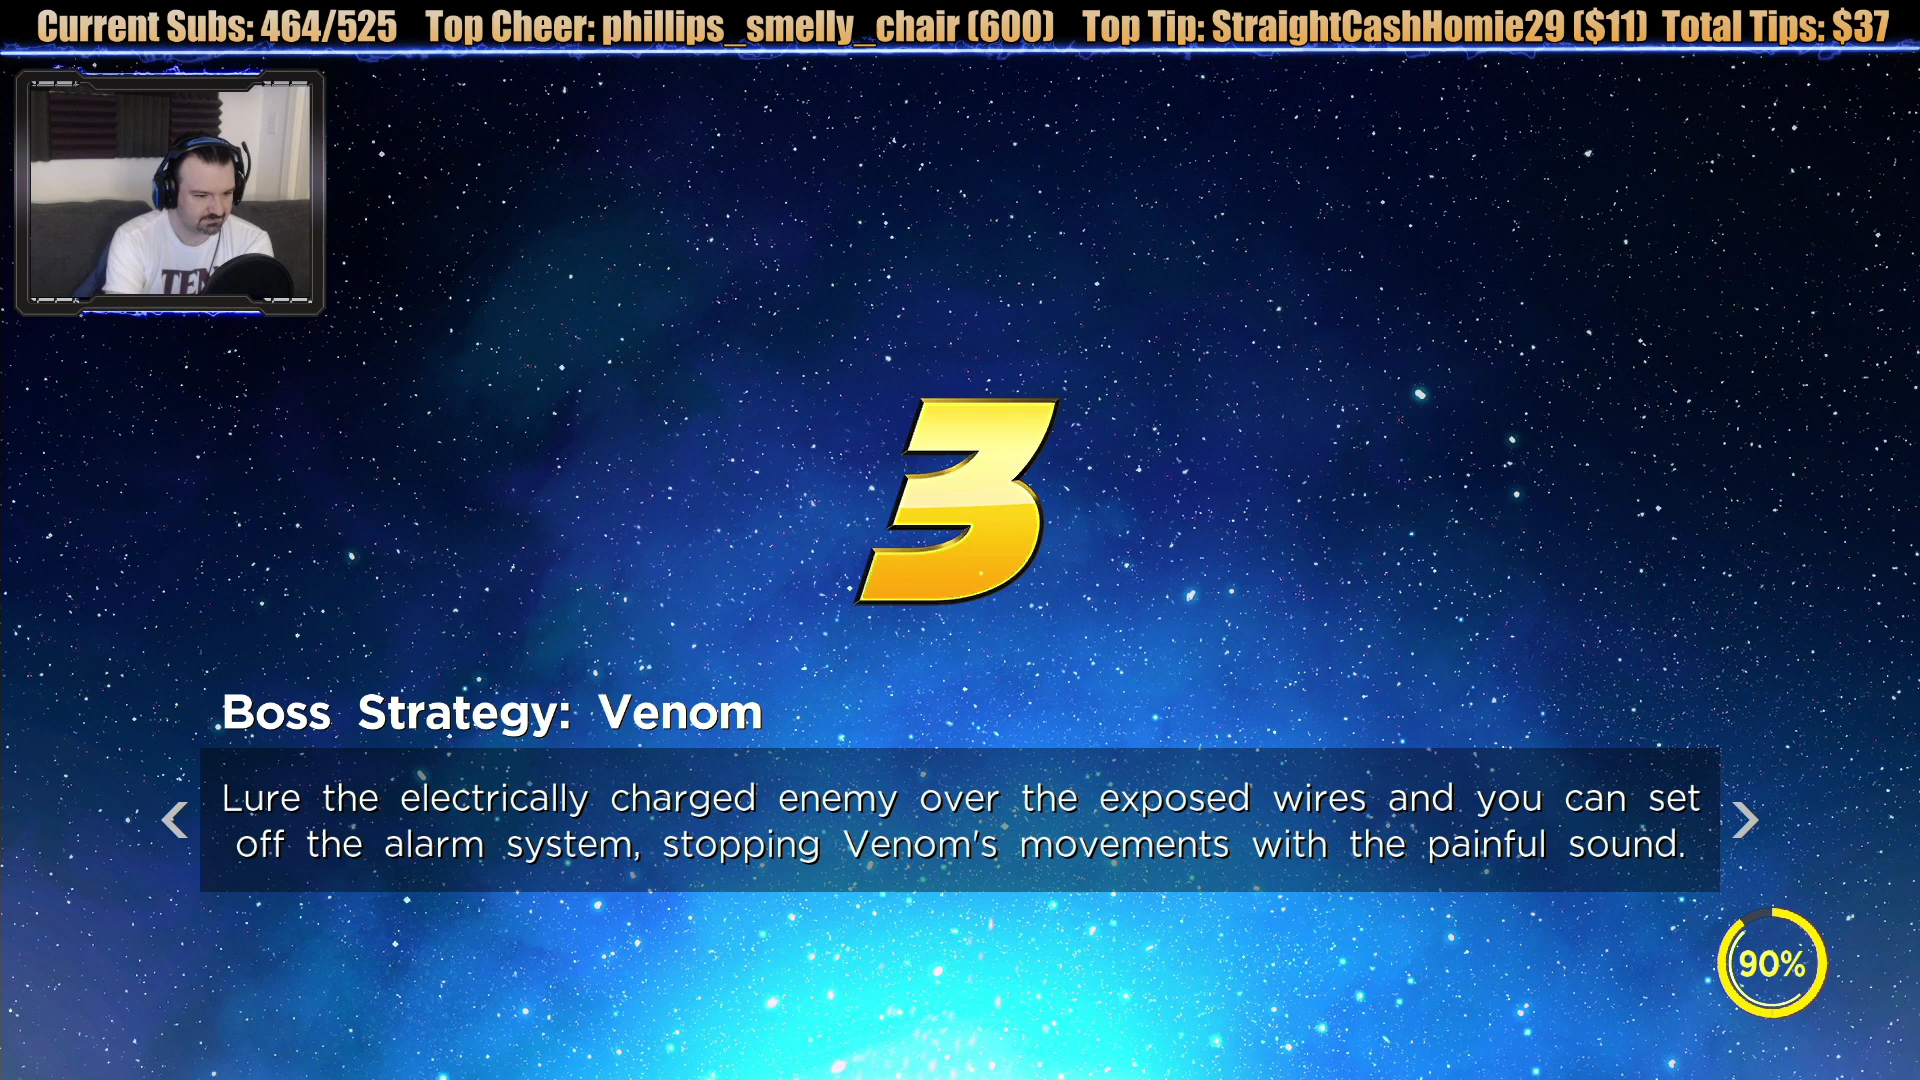 Current Subs: 464/525 Top Cheer: phillips_smelly_chair (600) Top Tip: StraightCashHomie29 ($11) Total Tips: $37
3
Boss Strategy: Venom
Lure the electrically charged enemy over the exposed wires and you can set
off the alarm system, stopping Venom's movements with the painful sound.
90%